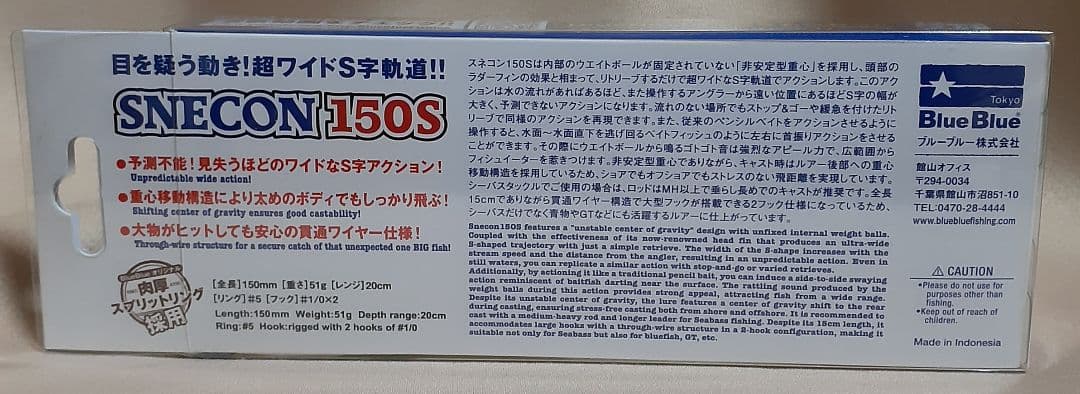 目を疑う動き!超ワイドS字軌道!!
SNECON 150S
●予測不能!見失うほどのワイドなS字アクション!
Unpredictable wide action!
●重心移動構造により太めのボディでもしっかり飛ぶ!
Shifting center of gravity ensures good castability!
●大物がヒットしても安心の貫通ワイヤー仕様!
Through-wire structure for a secure catch of that unexpected one BIG fish!
BlueBlue オリジナル
肉厚
スプリットリング
採用
[全長]150mm [重さ]51g [レンジ]20cm
[リング]#5 [フック]#1/0×2
Length:150mm Weight:51g Depth range:20cm
Ring:#5 Hook:rigged with 2 hooks of #1/0
スネコン150Sは内部のウエイトボールが固定されていない「非安定型重心」を採用し、頭部の
ラダーフィンの効果と相まって、リトリーブするだけで超ワイドなS字軌道でアクションします。このアク
ションは水の流れがあればあるほど、また操作するアングラーから遠い位置にあるほどS字の幅が
大きく、予測できないアクションになります。流れのない場所でもストップ&ゴーや緩急を付けたリト
リーブで同様のアクションを再現できます。また、従来のペンシルベイトがアクションさせるように
操作すると、水面~水面直下を逃げ回るベイトフィッシュのように左右に首振りアクションをさせる
ことができます。その際にウエイトボールから鳴るゴトゴト音は強烈なアピール力で、広範囲から
フィシュイーターを惹きつけます。非安定型重心でありながら、キャスト時はルアー後部への重心
移動構造を採用しているため、ショアでもオフショアでもストレスのない飛距離を実現しています。
シーバスタックルでご使用の場合は、ロッドはMH以上で垂らし長めでのキャストが推奨です。全長
15cmでありながら貫通ワイヤー構造で大型フックが搭載できる2フック仕様になっているため、
シーバスだけでなく青物やGTなどにも活躍するルアーに仕上がっています。
Snecon150S features a "unstable center of gravity" design with unfixed internal weight balls.
Coupled with the effectiveness of its now-renowned head fin that produces an ultra-wide
S-shaped trajectory with just a simple retrieve. The width of the S-shape increases with the
stream speed and the distance from the angler, resulting in an unpredictable action. Even in
still waters, you can replicate a similar action with stop-and-go or varied retrieves.
Additionally, by actioning it like a traditional pencil bait, you can induce a side-to-side swaying
action reminiscent of baitfish darting near the surface. The rattling sound produced by the
weight balls during this action provides strong appeal, attracting fish from a wide range.
Despite its unstable center of gravity, the lure features a center of gravity shift to the rear
during casting, ensuring stress-free casting both from shore and offshore. It is recommended to
cast with a medium-heavy rod and longer leader for Seabass fishing. Despite its 15cm length, it
accommodates large hooks with a through-wire structure in a 2-hook configuration, making it
suitable not only for Seabass but also for bluefish, GT, etc.
Tokyo
BlueBlue
ブルーブルー株式会社
館山オフィス
〒294-0034
千葉県館山市沼851-10
TEL:0470-28-4444
www.bluebluefishing.com
⚠ CAUTION
•Please do not use for
purposes other than
fishing.
•Keep out of reach of
children.
Made in Indonesia